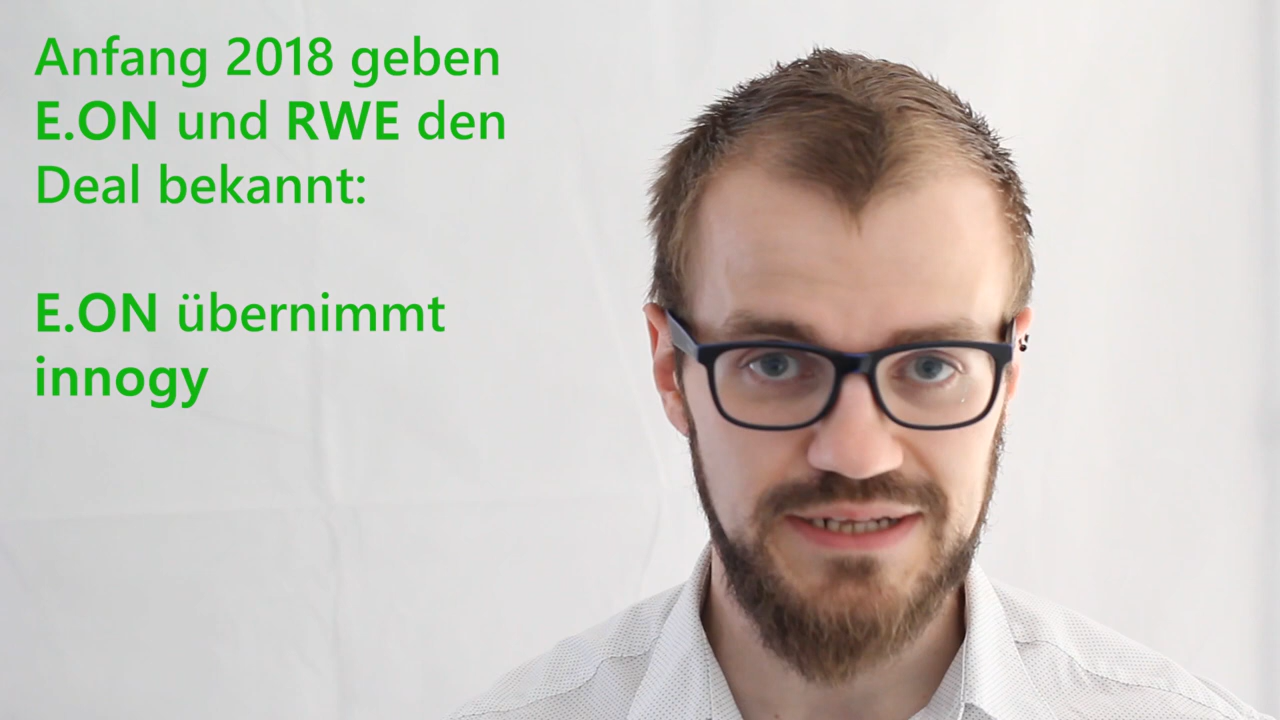 Anfang 2018 geben
E.ON und RWE den
Deal bekannt:
E.ON übernimmt
innogy